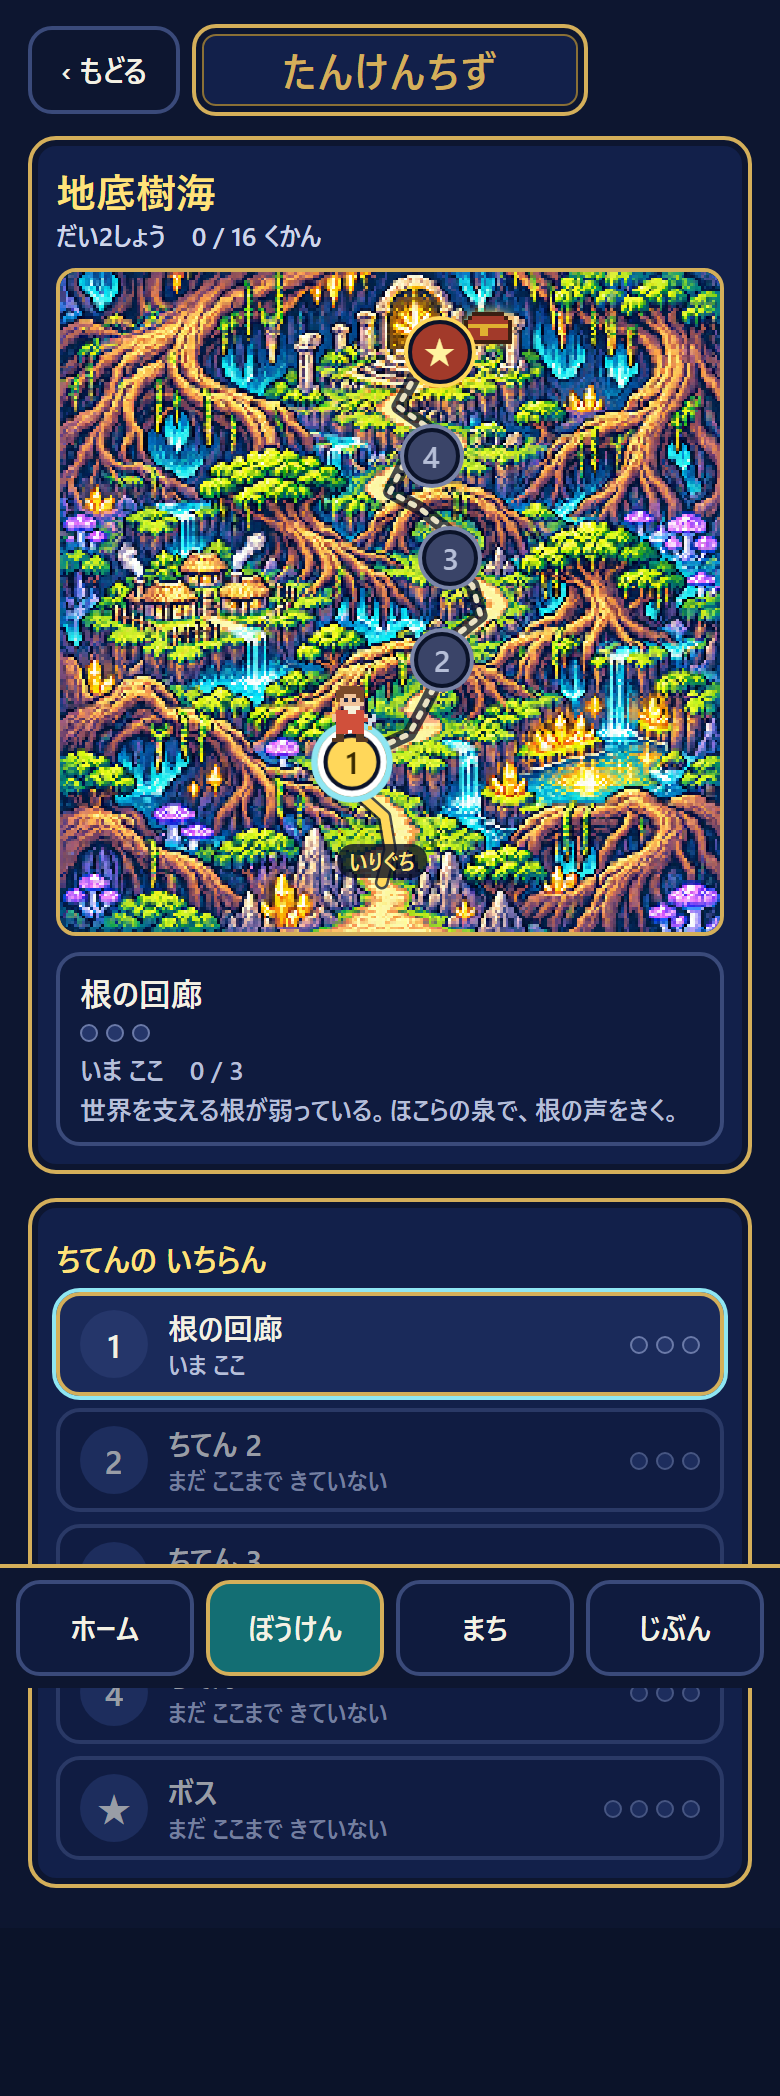 ‹ もどる
たんけんちず
地底樹海
だい2しょう 0 / 16 くかん
★
4
3
2
1
いりぐち
根の回廊
いま ここ 0 / 3
世界を支える根が弱っている。ほこらの泉で、根の声をきく。
ちてんの いちらん
1
根の回廊
いま ここ
2
ちてん 2
まだ ここまで きていない
ちてん 3
ホーム
ぼうけん
まち
じぶん
4
まだ ここまで きていない
★
ボス
まだ ここまで きていない